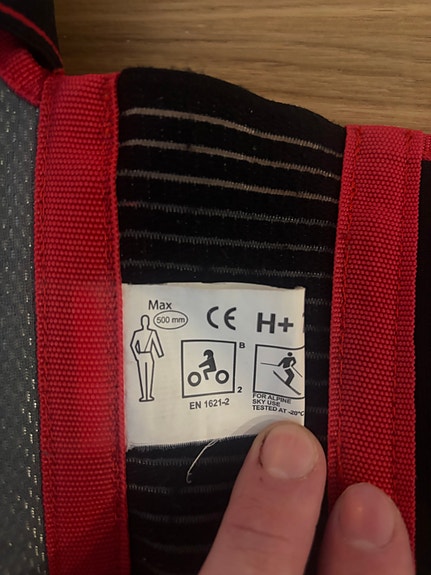 Max
500 mm
CE H+
B
2
EN 1621-2
FOR ALPINE
SKY USE
TESTED AT -20°C